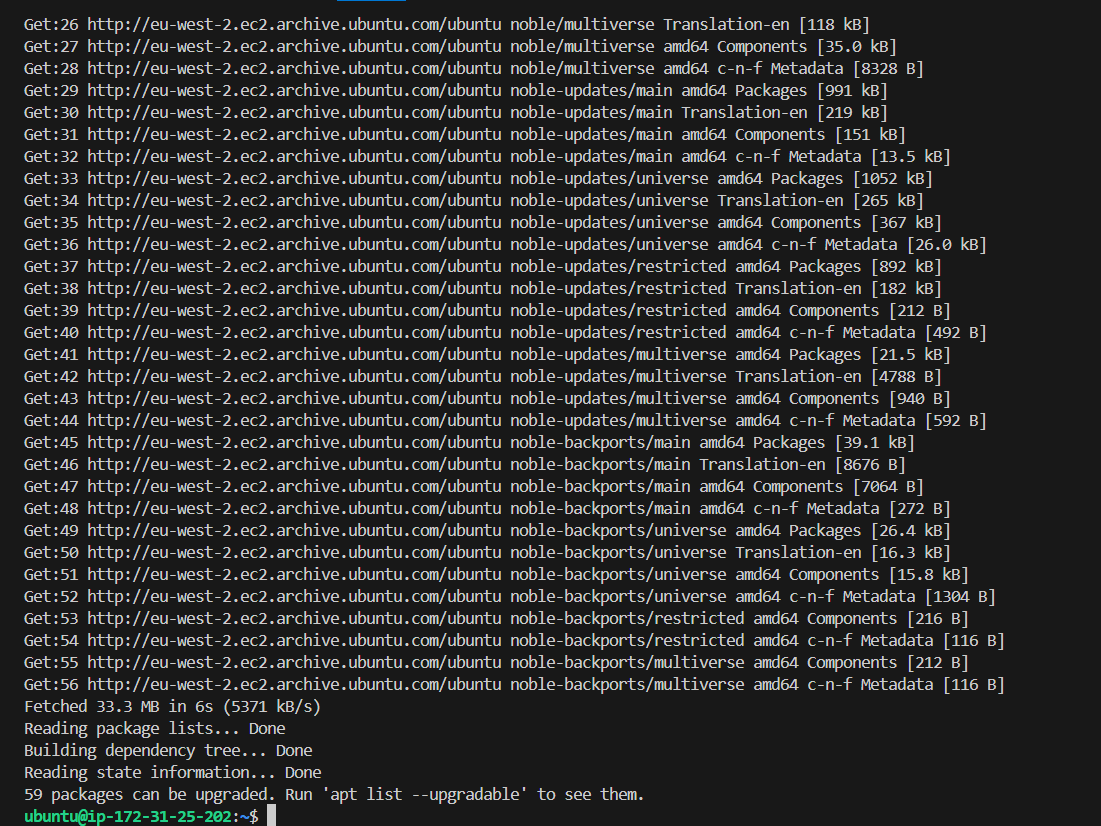 Get:26 http://eu-west-2.ec2.archive.ubuntu.com/ubuntu noble/multiverse Translation-en [118 kB]
Get:27 http://eu-west-2.ec2.archive.ubuntu.com/ubuntu noble/multiverse amd64 Components [35.0 kB]
Get:28 http://eu-west-2.ec2.archive.ubuntu.com/ubuntu noble/multiverse amd64 c-n-f Metadata [8328 B]
Get:29 http://eu-west-2.ec2.archive.ubuntu.com/ubuntu noble-updates/main amd64 Packages [991 kB]
Get:30 http://eu-west-2.ec2.archive.ubuntu.com/ubuntu noble-updates/main Translation-en [219 kB]
Get:31 http://eu-west-2.ec2.archive.ubuntu.com/ubuntu noble-updates/main amd64 Components [151 kB]
Get:32 http://eu-west-2.ec2.archive.ubuntu.com/ubuntu noble-updates/main amd64 c-n-f Metadata [13.5 kB]
Get:33 http://eu-west-2.ec2.archive.ubuntu.com/ubuntu noble-updates/universe amd64 Packages [1052 kB]
Get:34 http://eu-west-2.ec2.archive.ubuntu.com/ubuntu noble-updates/universe Translation-en [265 kB]
Get:35 http://eu-west-2.ec2.archive.ubuntu.com/ubuntu noble-updates/universe amd64 Components [367 kB]
Get:36 http://eu-west-2.ec2.archive.ubuntu.com/ubuntu noble-updates/universe amd64 c-n-f Metadata [26.0 kB]
Get:37 http://eu-west-2.ec2.archive.ubuntu.com/ubuntu noble-updates/restricted amd64 Packages [892 kB]
Get:38 http://eu-west-2.ec2.archive.ubuntu.com/ubuntu noble-updates/restricted Translation-en [182 kB]
Get:39 http://eu-west-2.ec2.archive.ubuntu.com/ubuntu noble-updates/restricted amd64 Components [212 B]
Get:40 http://eu-west-2.ec2.archive.ubuntu.com/ubuntu noble-updates/restricted amd64 c-n-f Metadata [492 B]
Get:41 http://eu-west-2.ec2.archive.ubuntu.com/ubuntu noble-updates/multiverse amd64 Packages [21.5 kB]
Get:42 http://eu-west-2.ec2.archive.ubuntu.com/ubuntu noble-updates/multiverse Translation-en [4788 B]
Get:43 http://eu-west-2.ec2.archive.ubuntu.com/ubuntu noble-updates/multiverse amd64 Components [940 B]
Get:44 http://eu-west-2.ec2.archive.ubuntu.com/ubuntu noble-updates/multiverse amd64 c-n-f Metadata [592 B]
Get:45 http://eu-west-2.ec2.archive.ubuntu.com/ubuntu noble-backports/main amd64 Packages [39.1 kB]
Get:46 http://eu-west-2.ec2.archive.ubuntu.com/ubuntu noble-backports/main Translation-en [8676 B]
Get:47 http://eu-west-2.ec2.archive.ubuntu.com/ubuntu noble-backports/main amd64 Components [7064 B]
Get:48 http://eu-west-2.ec2.archive.ubuntu.com/ubuntu noble-backports/main amd64 c-n-f Metadata [272 B]
Get:49 http://eu-west-2.ec2.archive.ubuntu.com/ubuntu noble-backports/universe amd64 Packages [26.4 kB]
Get:50 http://eu-west-2.ec2.archive.ubuntu.com/ubuntu noble-backports/universe Translation-en [16.3 kB]
Get:51 http://eu-west-2.ec2.archive.ubuntu.com/ubuntu noble-backports/universe amd64 Components [15.8 kB]
Get:52 http://eu-west-2.ec2.archive.ubuntu.com/ubuntu noble-backports/universe amd64 c-n-f Metadata [1304 B]
Get:53 http://eu-west-2.ec2.archive.ubuntu.com/ubuntu noble-backports/restricted amd64 Components [216 B]
Get:54 http://eu-west-2.ec2.archive.ubuntu.com/ubuntu noble-backports/restricted amd64 c-n-f Metadata [116 B]
Get:55 http://eu-west-2.ec2.archive.ubuntu.com/ubuntu noble-backports/multiverse amd64 Components [212 B]
Get:56 http://eu-west-2.ec2.archive.ubuntu.com/ubuntu noble-backports/multiverse amd64 c-n-f Metadata [116 B]
Fetched 33.3 MB in 6s (5371 kB/s)
Reading package lists... Done
Building dependency tree... Done
Reading state information... Done
59 packages can be upgraded. Run 'apt list --upgradable' to see them.
ubuntu@ip-172-31-25-202:~$